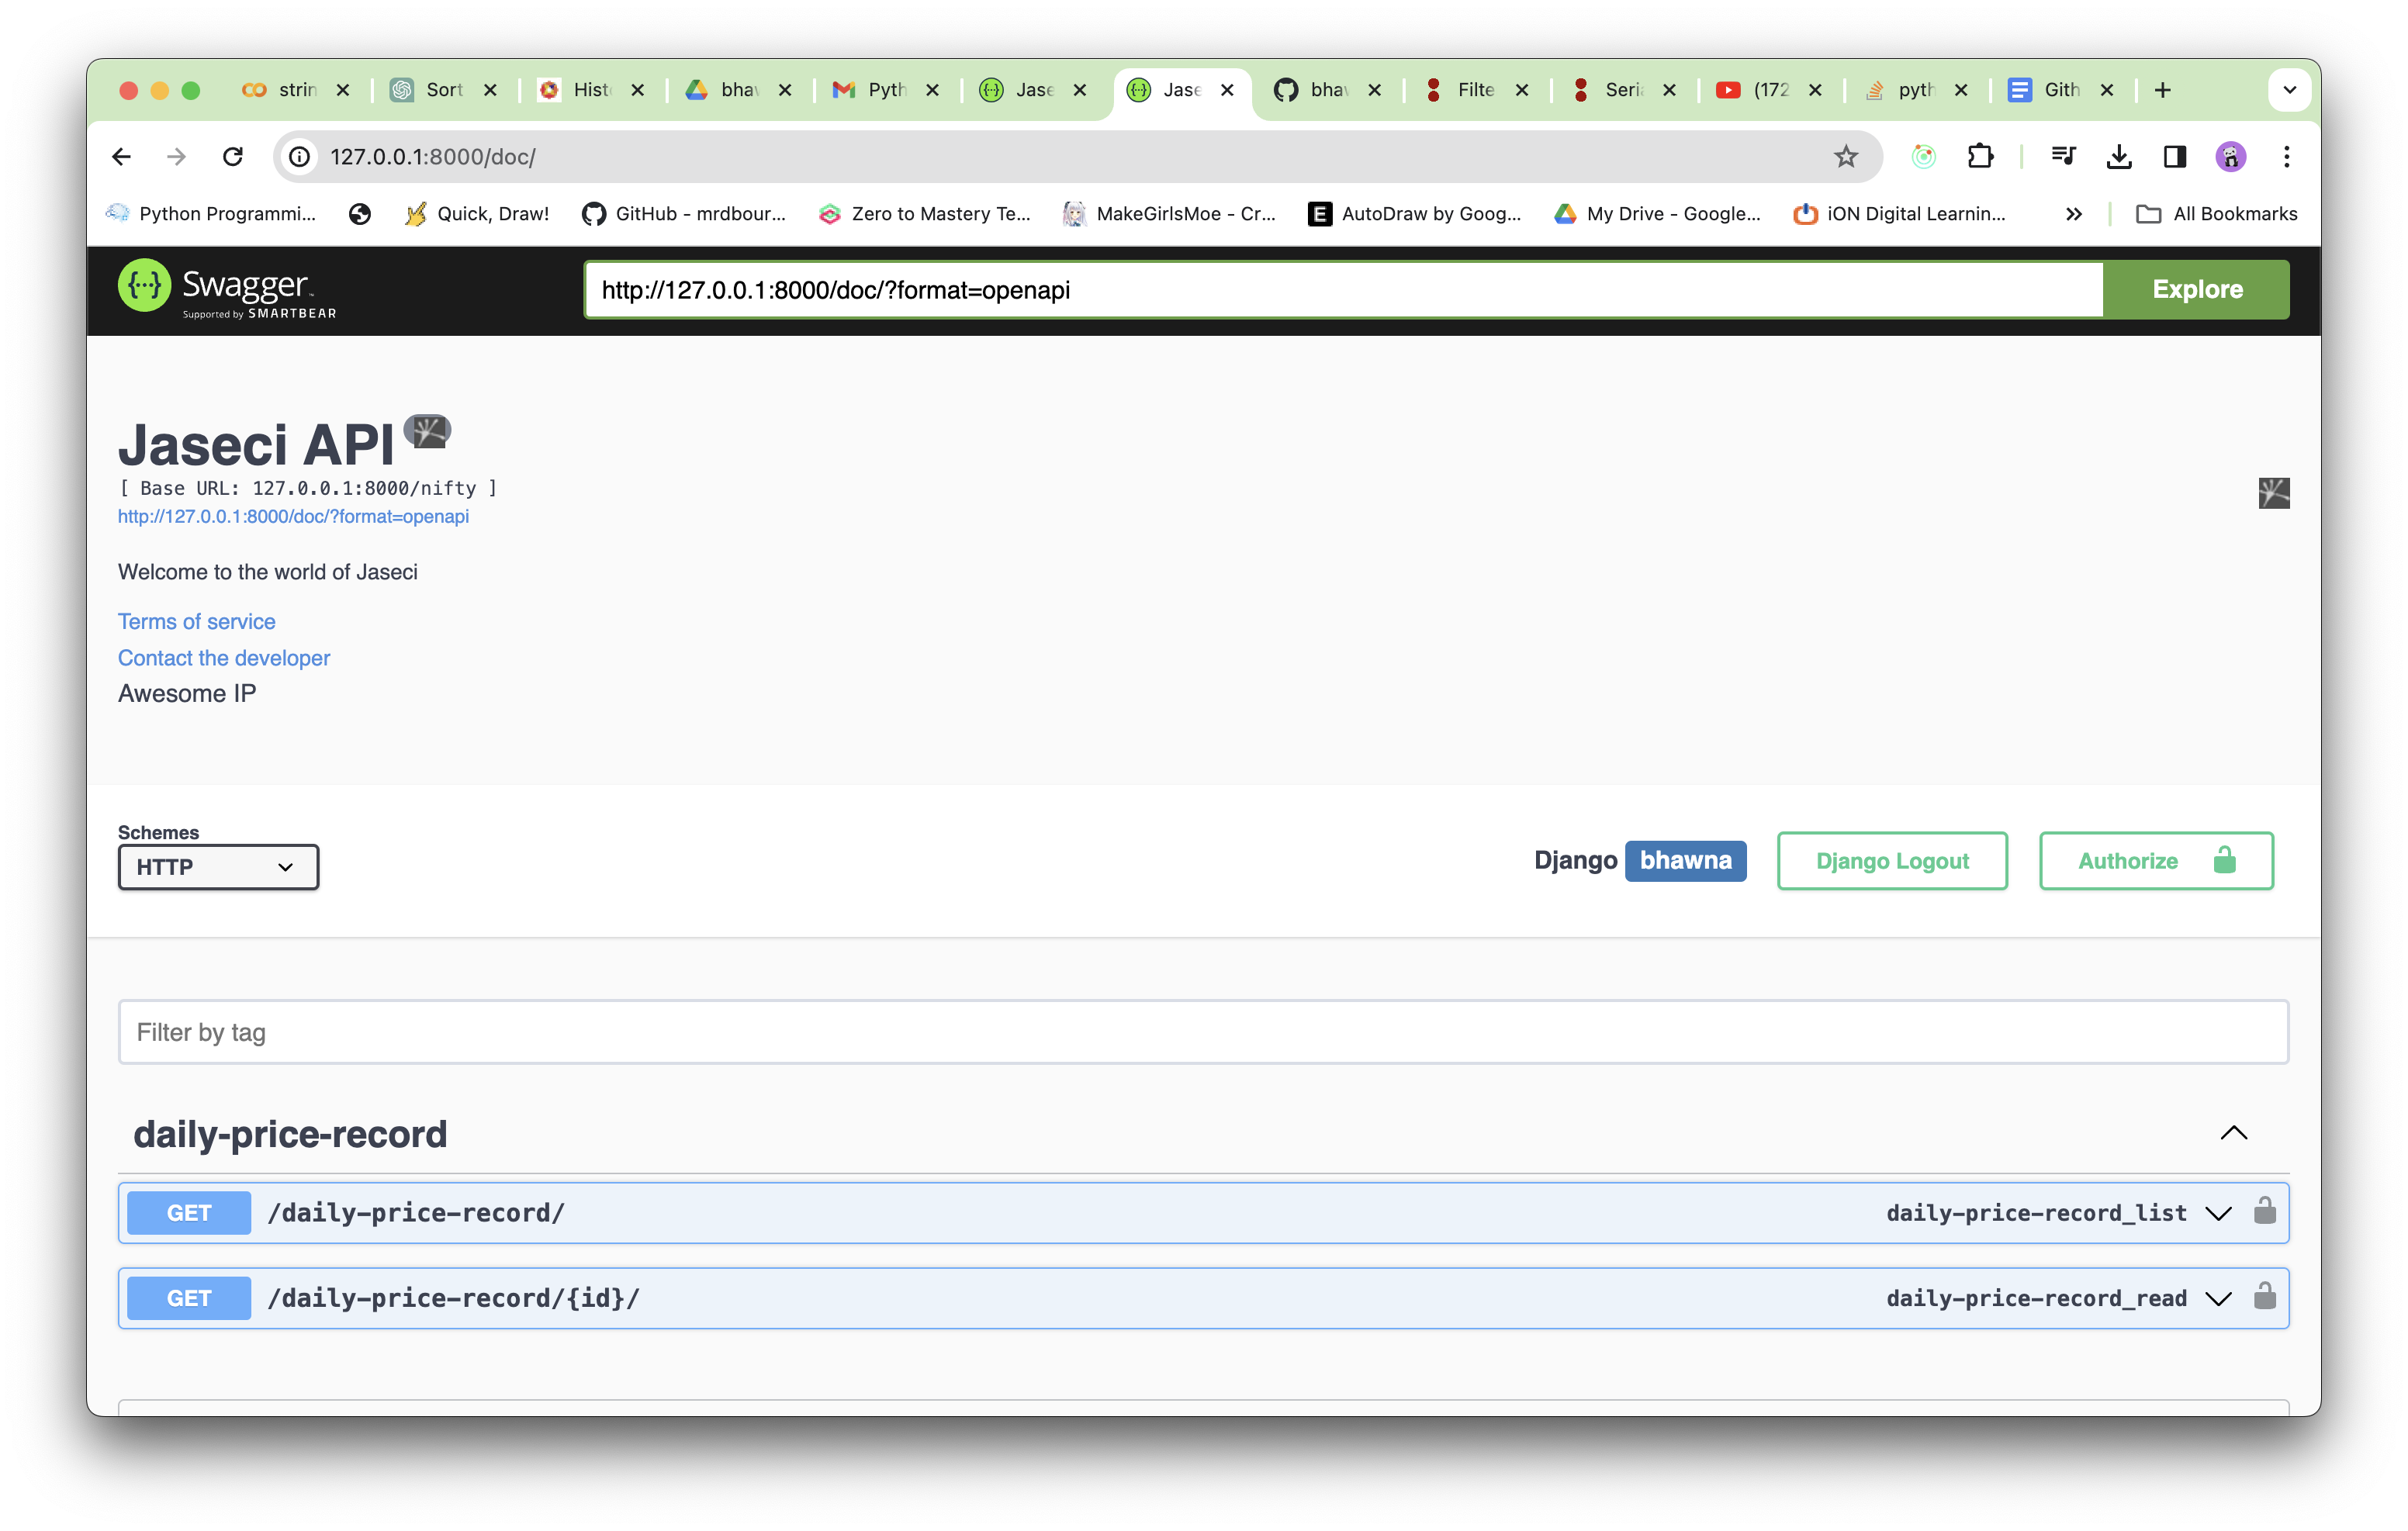 strin Sort Histo bhaw Pyth Jase Jase bhaw Filte Seria (172 pyth Gith
127.0.0.1:8000/doc/
Python Programmi... Quick, Draw! GitHub - mrdbour... Zero to Mastery Te... MakeGirlsMoe - Cr... E AutoDraw by Goog... My Drive - Google... iON Digital Learnin... All Bookmarks
Swagger
Supported by SMARTBEAR
http://127.0.0.1:8000/doc/?format=openapi
Explore
Jaseci API
[ Base URL: 127.0.0.1:8000/nifty ]
http://127.0.0.1:8000/doc/?format=openapi
Welcome to the world of Jaseci
Terms of service
Contact the developer
Awesome IP
Schemes
HTTP
Django bhawna
Django Logout
Authorize
Filter by tag
daily-price-record
GET /daily-price-record/ daily-price-record_list
GET /daily-price-record/{id}/ daily-price-record_read